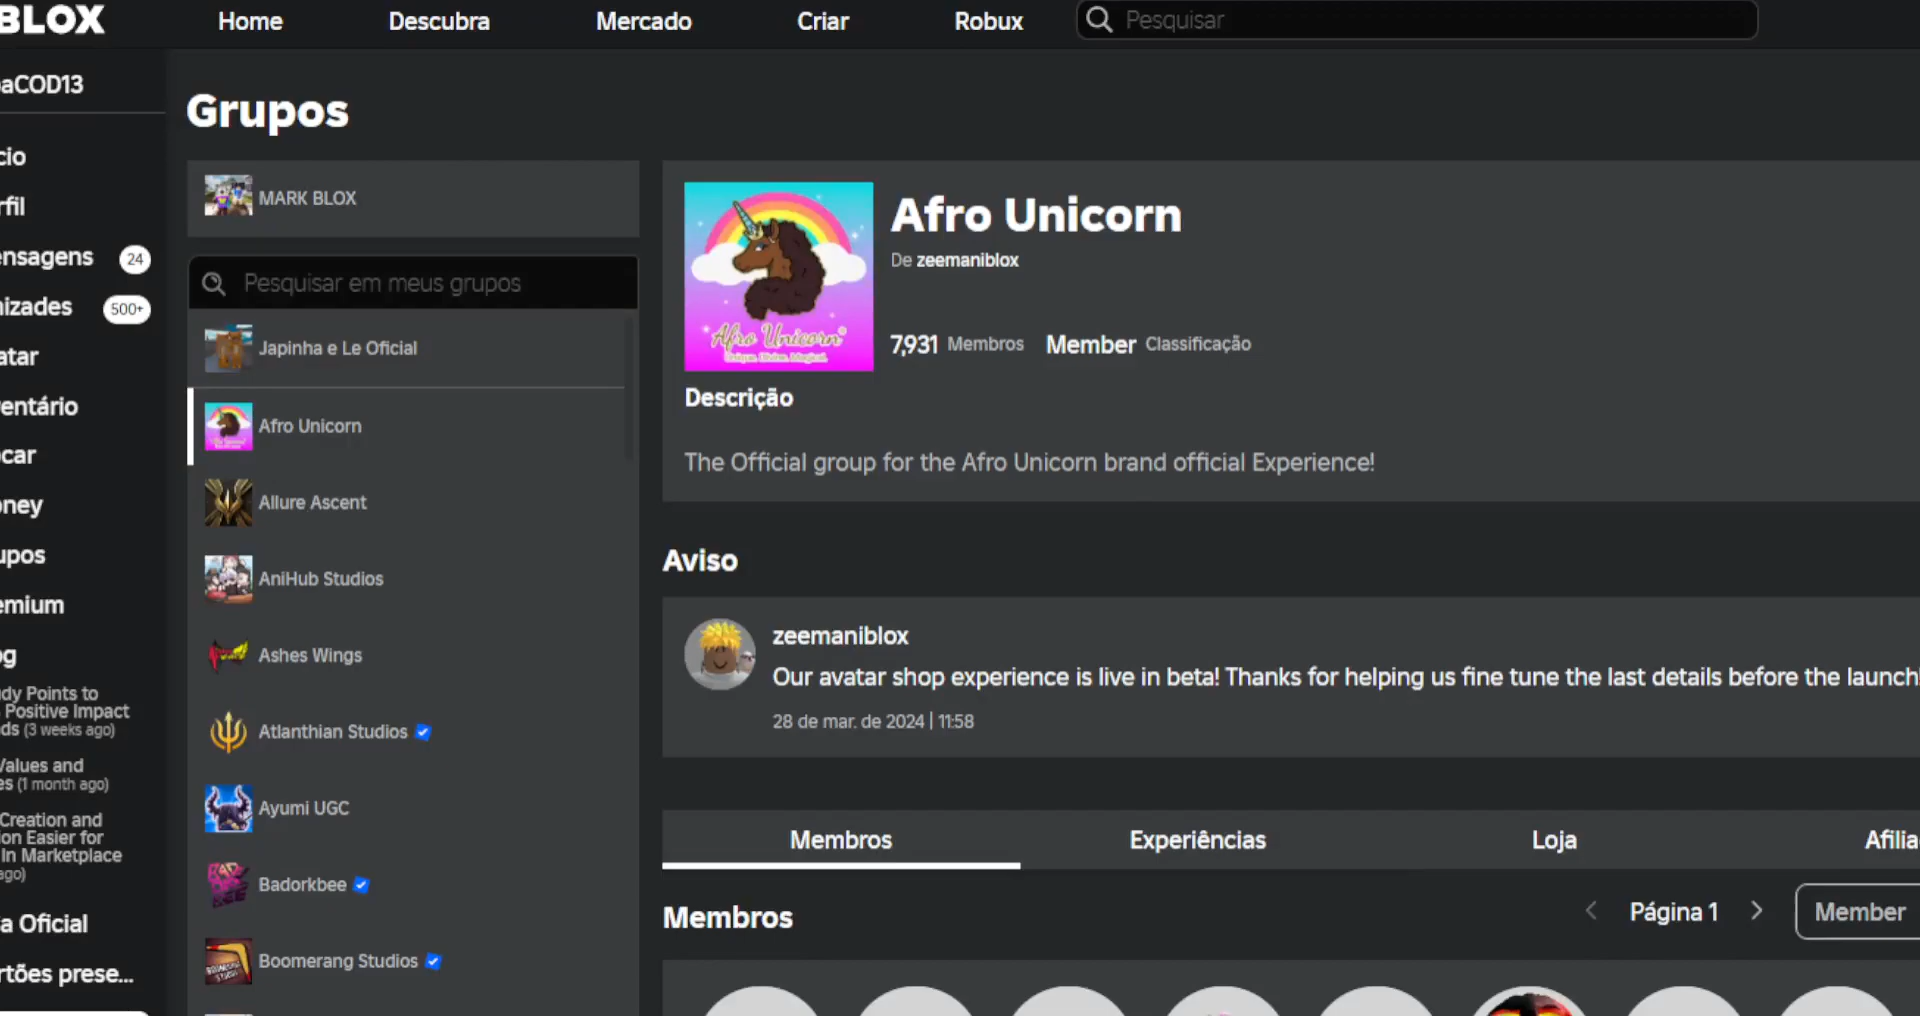 BLOX
Home
Descubra
Mercado
Criar
Robux
Pesquisar
aCOD13
cio
rfil
ensagens
24
nizades
500+
atar
entário
car
ney
upos
emium
g
dy Points to
Positive Impact
ds (3 weeks ago)
Values and
es (1 month ago)
Creation and
ion Easier for
In Marketplace
ago)
a Oficial
rtões prese...
Grupos
MARK BLOX
Pesquisar em meus grupos
Japinha e Le Oficial
Afro Unicorn
Allure Ascent
AniHub Studios
Ashes Wings
Atlanthian Studios
Ayumi UGC
Badorkbee
Boomerang Studios
Afro Unicorn
Afro Unicorn
De zeemaniblox
7,931 Membros Member Classificação
Descrição
The Official group for the Afro Unicorn brand official Experience!
Aviso
zeemaniblox
Our avatar shop experience is live in beta! Thanks for helping us fine tune the last details before the launch!
28 de mar. de 2024 | 11:58
Membros
Experiências
Loja
Afilia
Membros
Página 1
Member